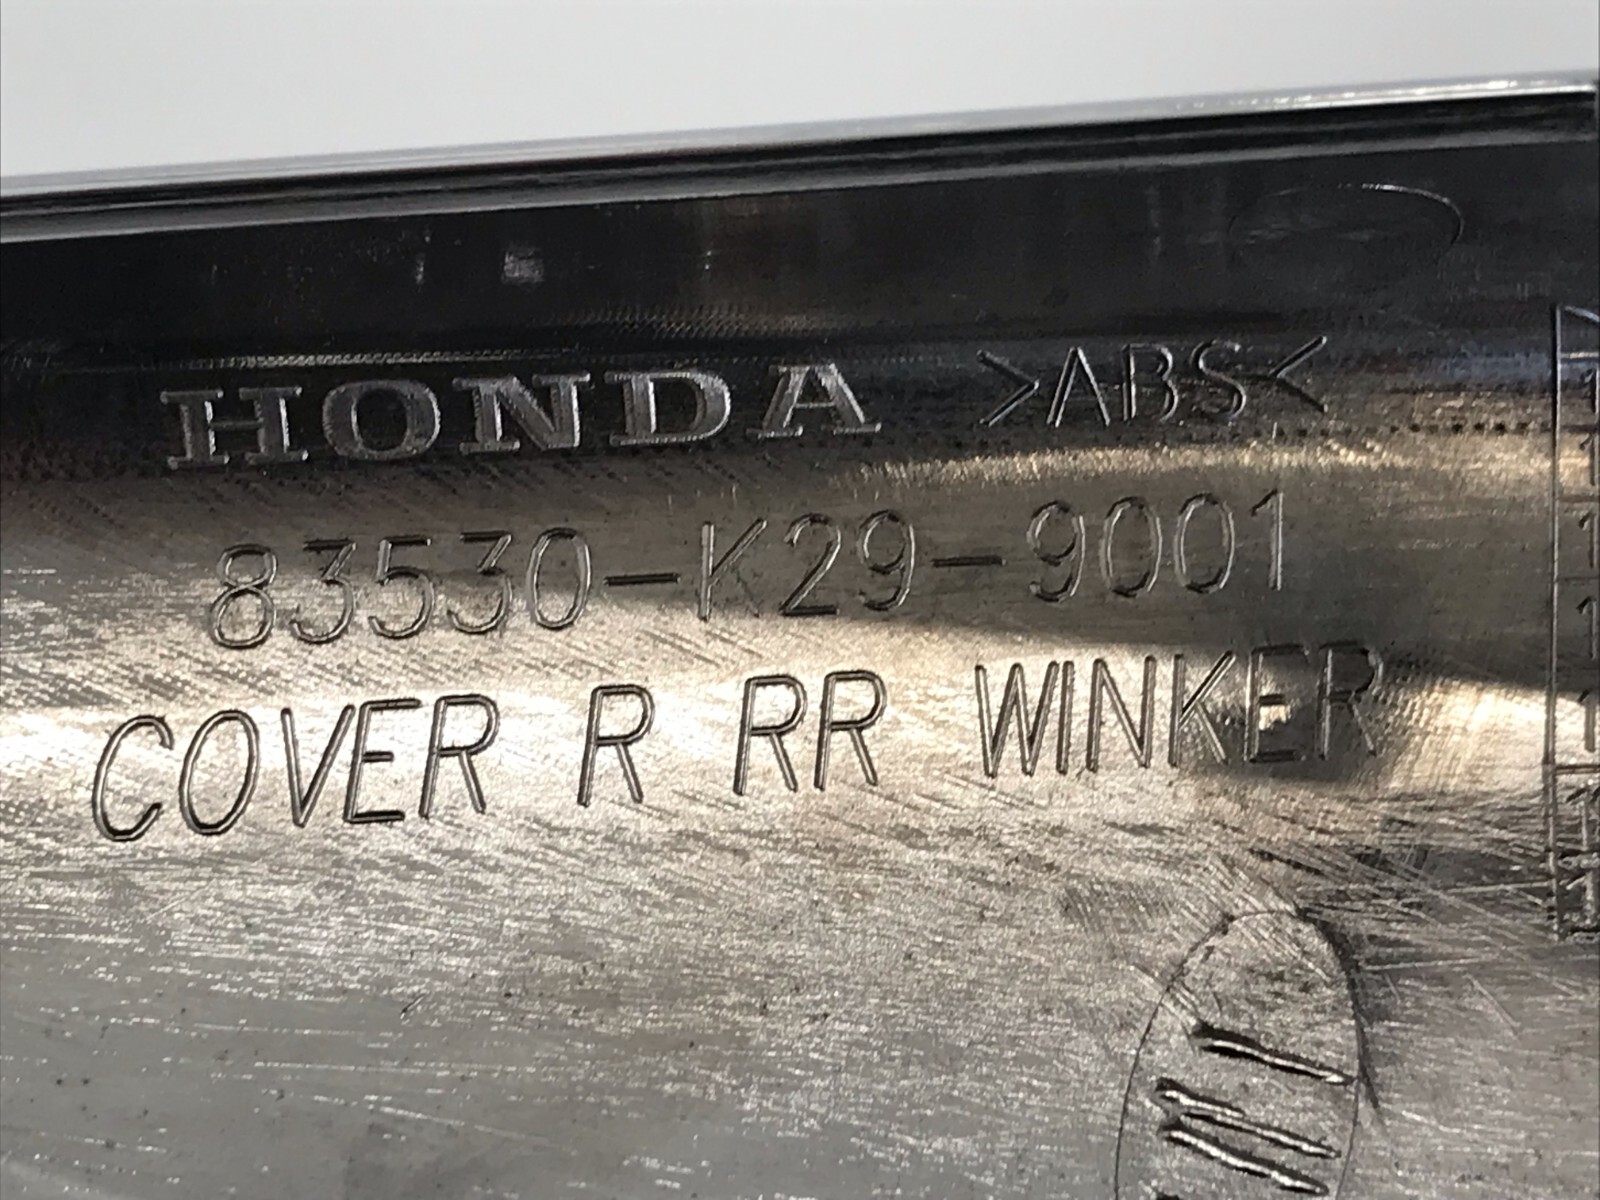 HONDA >ABS<
83530-K29-9001
COVER R RR WINKER